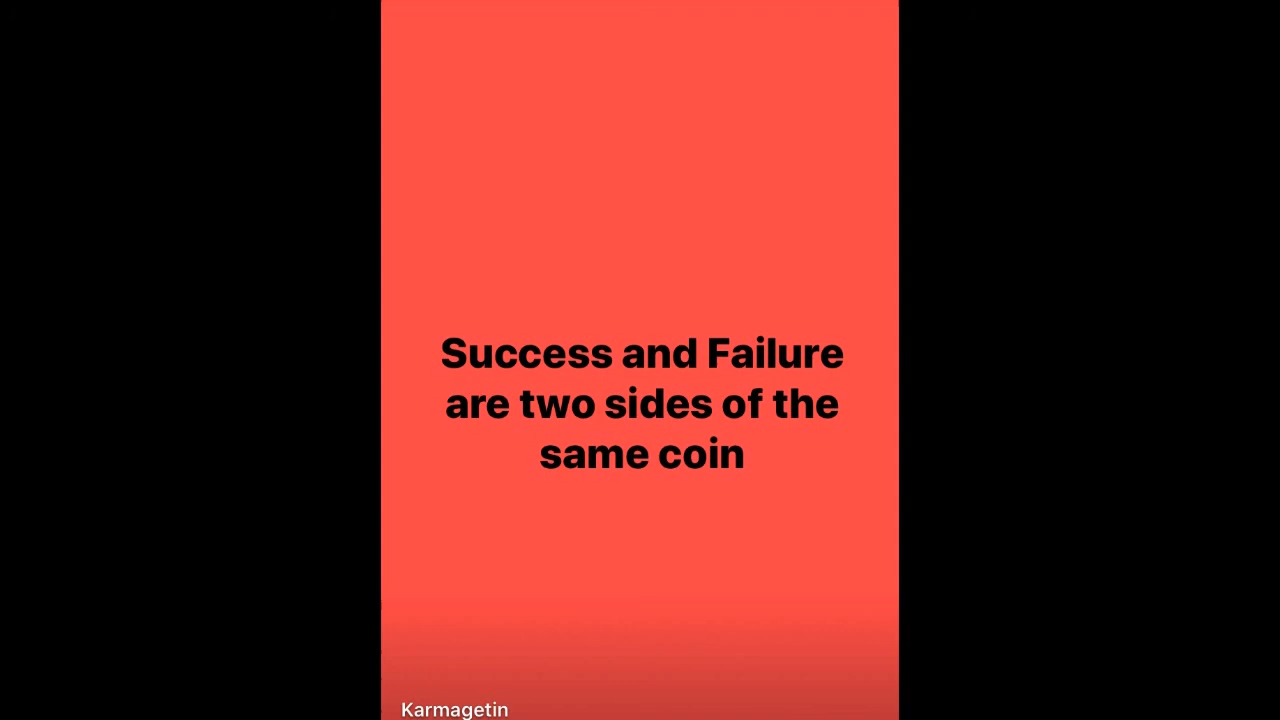 Success and Failure
are two sides of the
same coin
Karmagetin